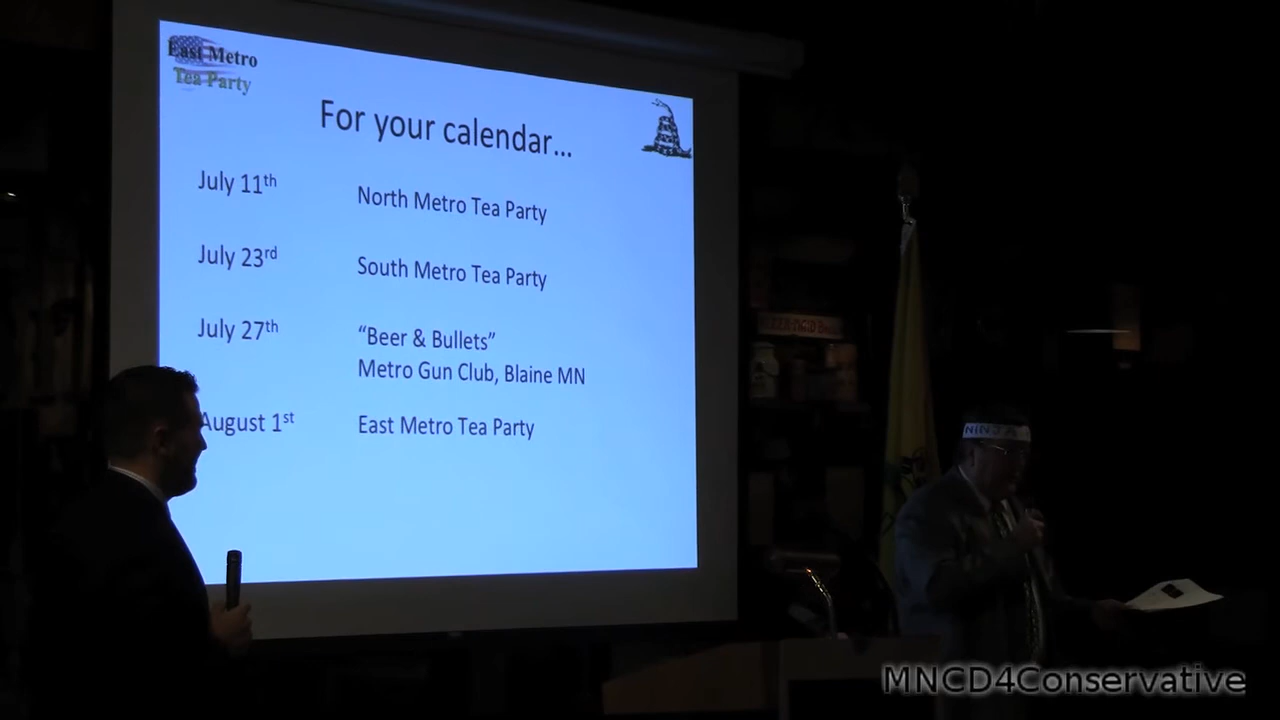 East Metro
Tea Party
For your calendar...
July 11th
North Metro Tea Party
July 23rd
South Metro Tea Party
July 27th
"Beer & Bullets"
Metro Gun Club, Blaine MN
August 1st
East Metro Tea Party
NINJA
MNCD4Conservative